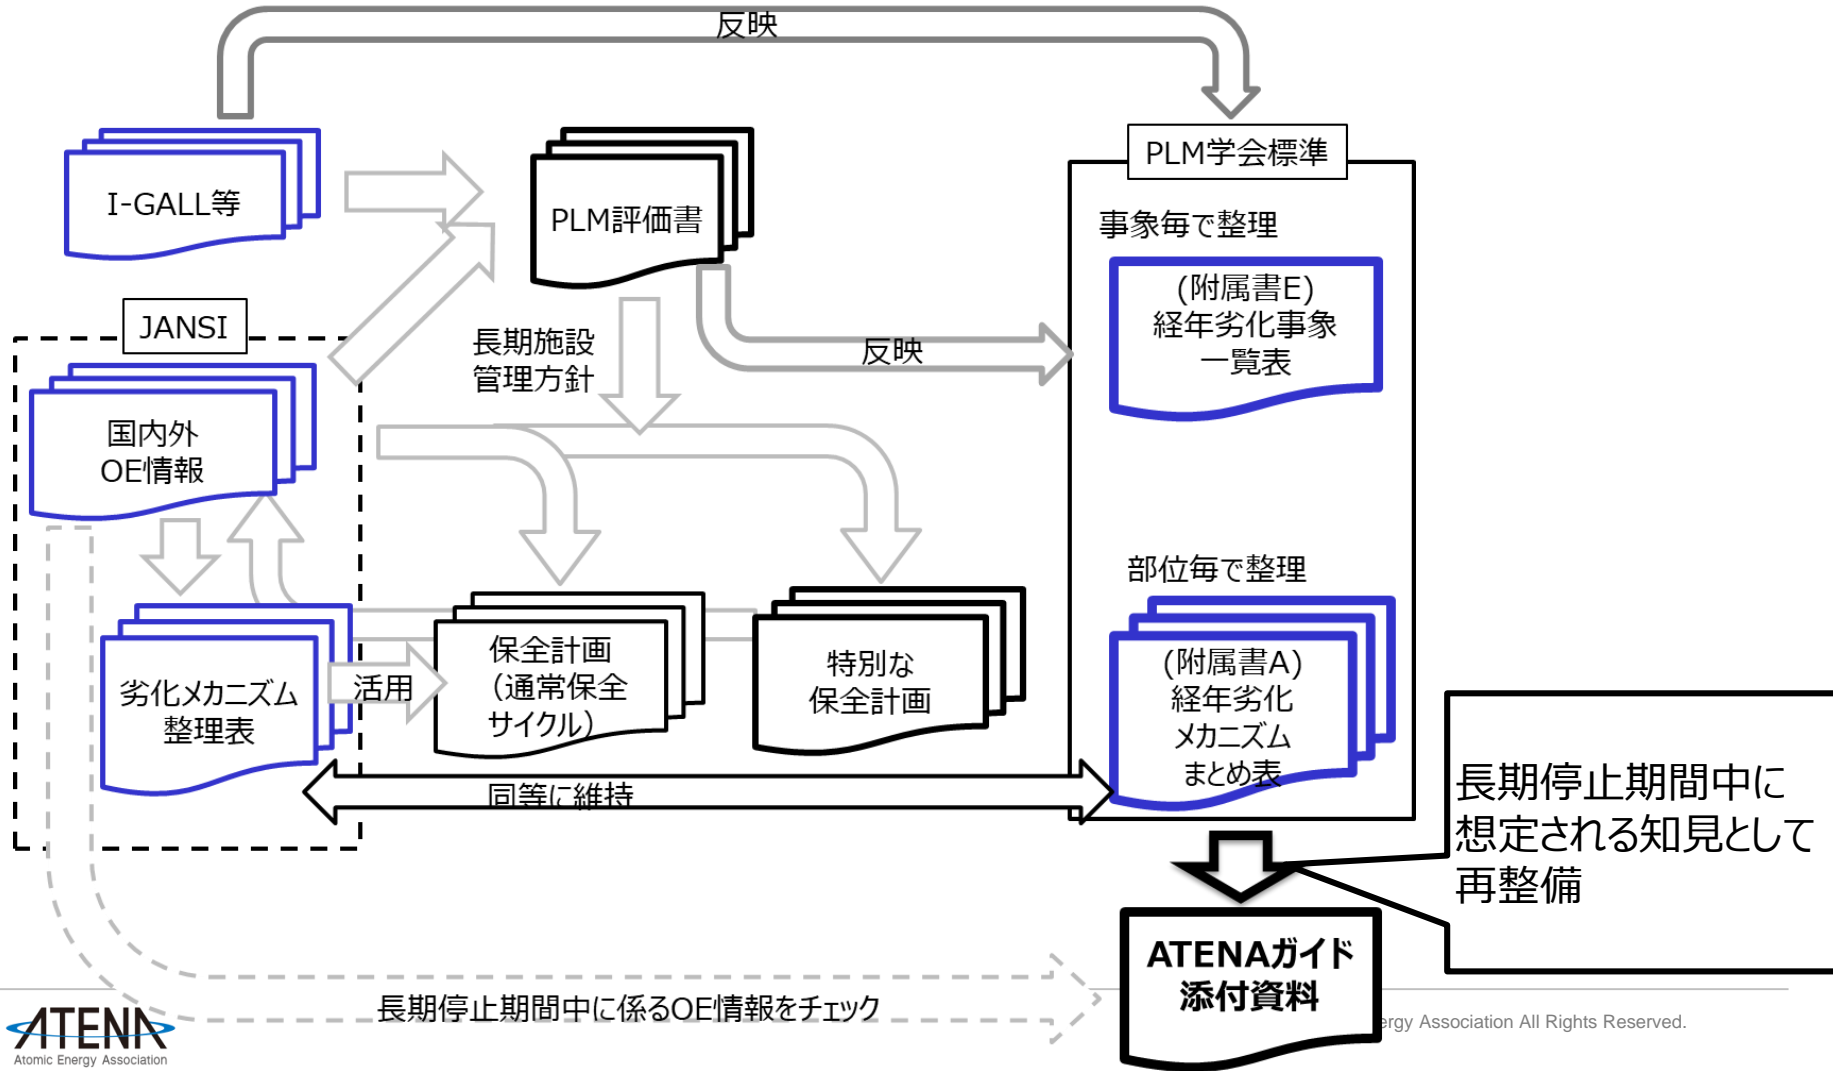 反映
I-GALL等
PLM評価書
PLM学会標準
事象毎で整理
(附属書E)
経年劣化事象
一覧表
JANSI
国内外
OE情報
長期施設
管理方針
反映
部位毎で整理
(附属書A)
経年劣化
メカニズム
まとめ表
劣化メカニズム
整理表
活用
保全計画
(通常保全
サイクル)
特別な
保全計画
同等に維持
長期停止期間中に
想定される知見として
再整備
ATENAガイド
添付資料
長期停止期間中に係るOE情報をチェック
ATENA
Atomic Energy Association
ergy Association All Rights Reserved.